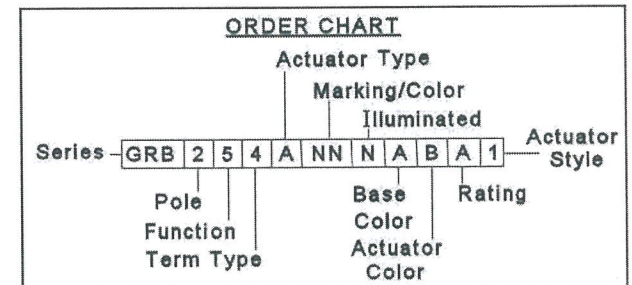 ORDER CHART
Actuator Type
Marking/Color
Illuminated
Series GRB 2 5 4 A NN N A B A 1 Actuator Style
Pole
Function
Term Type
Base Color
Actuator Color
Rating